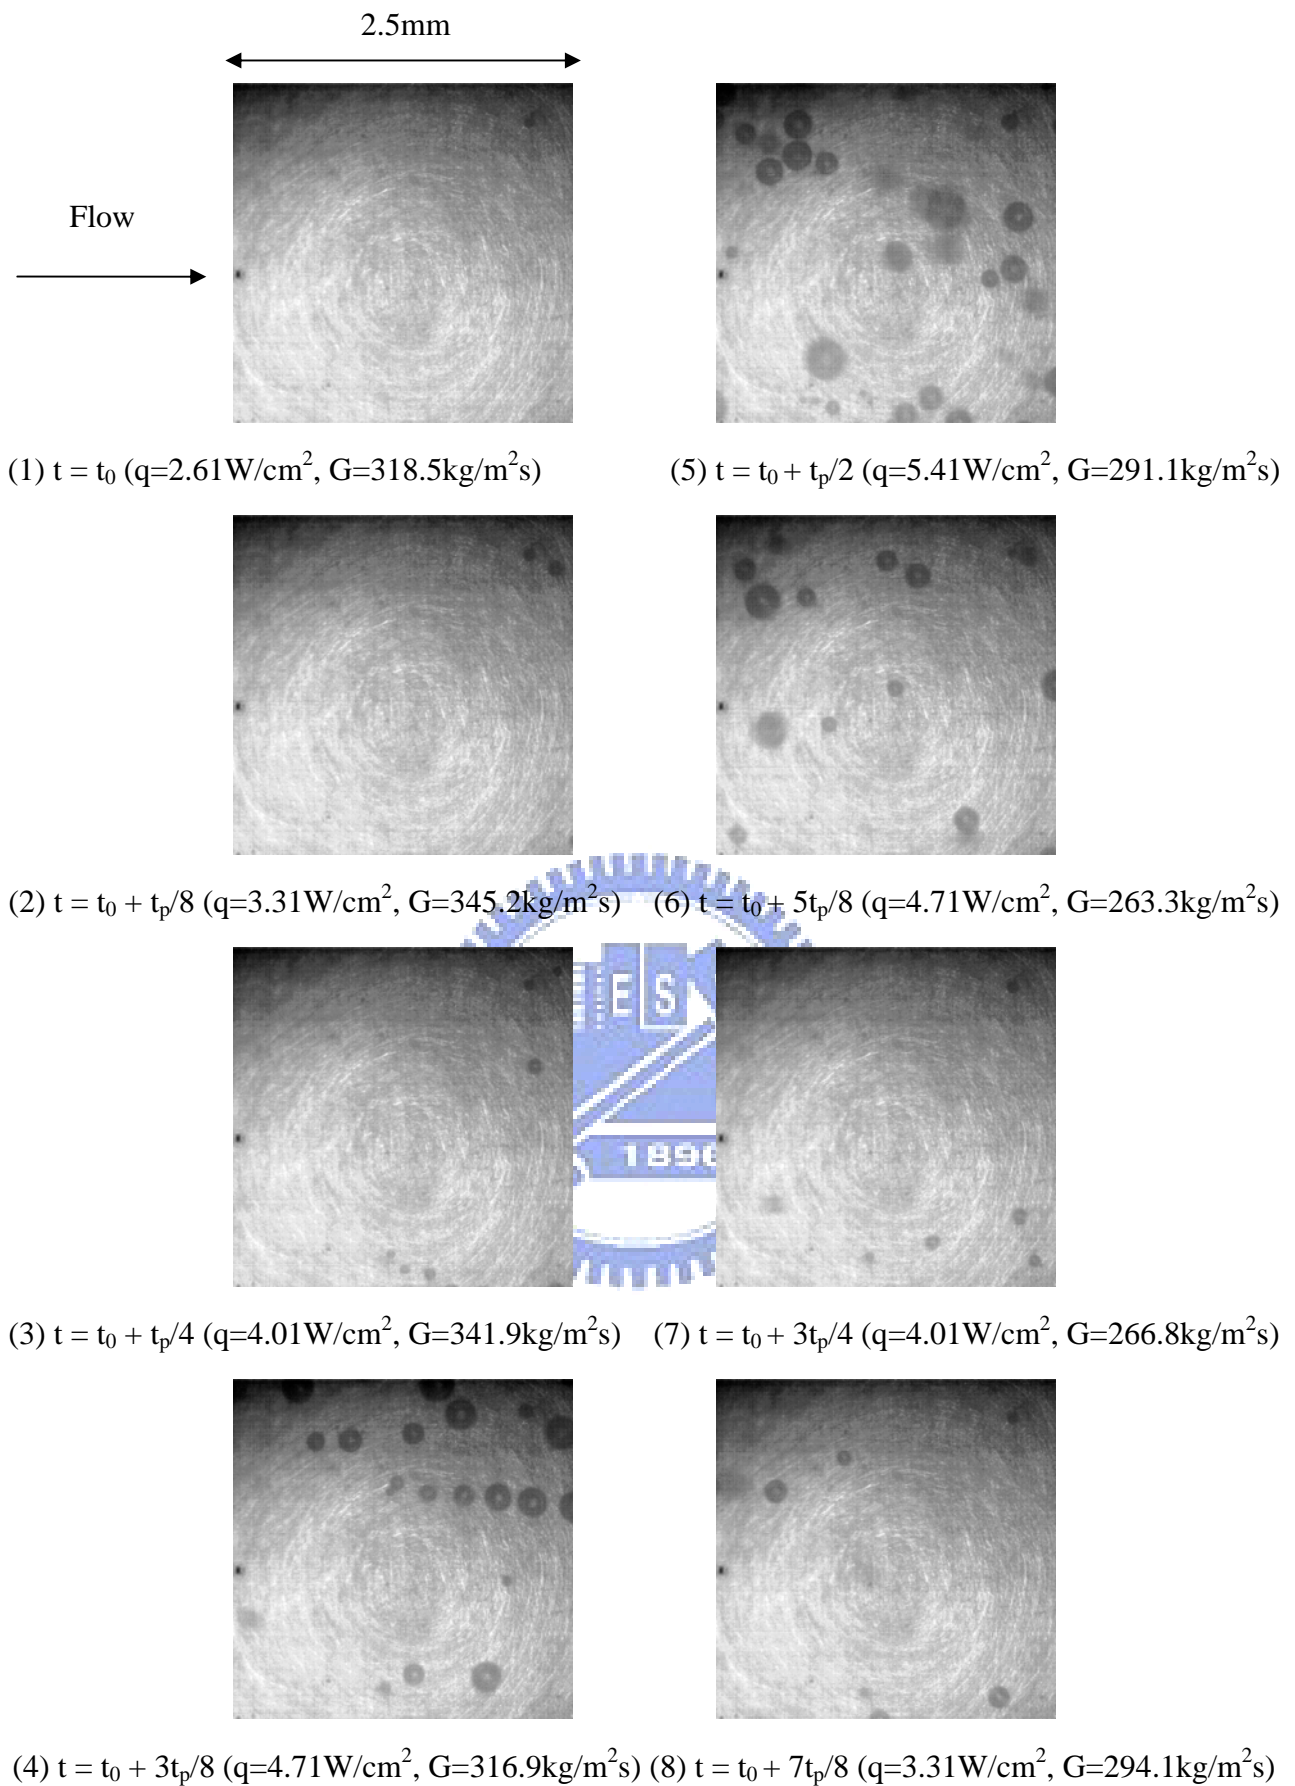 2.5mm
Flow
(1) t = t₀ (q=2.61W/cm², G=318.5kg/m²s)
(5) t = t₀ + tₚ/2 (q=5.41W/cm², G=291.1kg/m²s)
(2) t = t₀ + tₚ/8 (q=3.31W/cm², G=345.2kg/m²s)
(6) t = t₀ + 5tₚ/8 (q=4.71W/cm², G=263.3kg/m²s)
E S
1896
(3) t = t₀ + tₚ/4 (q=4.01W/cm², G=341.9kg/m²s)
(7) t = t₀ + 3tₚ/4 (q=4.01W/cm², G=266.8kg/m²s)
(4) t = t₀ + 3tₚ/8 (q=4.71W/cm², G=316.9kg/m²s)
(8) t = t₀ + 7tₚ/8 (q=3.31W/cm², G=294.1kg/m²s)